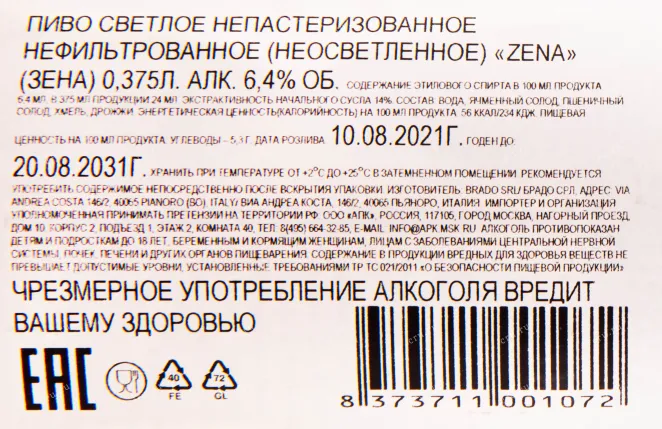 ПИВО СВЕТЛОЕ НЕПАСТЕРИЗОВАННОЕ
НЕФИЛЬТРОВАННОЕ (НЕОСВЕТЛЕННОЕ) «ZENA»
(ЗЕНА) 0,375Л. АЛК. 6,4% ОБ. СОДЕРЖАНИЕ ЭТИЛОВОГО СПИРТА В 100 МЛ ПРОДУКТА
6,4 МЛ, В 375 МЛ ПРОДУКЦИИ 24 МЛ. ЭКСТРАКТИВНОСТЬ НАЧАЛЬНОГО СУСЛА 14%. СОСТАВ: ВОДА, ЯЧМЕННЫЙ СОЛОД, ПШЕНИЧНЫЙ
СОЛОД, ХМЕЛЬ, ДРОЖЖИ. ЭНЕРГЕТИЧЕСКАЯ ЦЕННОСТЬ(КАЛОРИЙНОСТЬ) НА 100 МЛ ПРОДУКТА: 56 ККАЛ/234 КДЖ. ПИЩЕВАЯ
ЦЕННОСТЬ НА 100 МЛ ПРОДУКТА: УГЛЕВОДЫ – 5,3 Г. ДАТА РОЗЛИВА 10.08.2021Г. ГОДЕН ДО:
20.08.2031Г. ХРАНИТЬ ПРИ ТЕМПЕРАТУРЕ ОТ +2°C ДО +25°C В ЗАТЕМНЕННОМ ПОМЕЩЕНИИ. РЕКОМЕНДУЕТСЯ
УПОТРЕБИТЬ СОДЕРЖИМОЕ НЕПОСРЕДСТВЕННО ПОСЛЕ ВСКРЫТИЯ УПАКОВКИ. ИЗГОТОВИТЕЛЬ: BRADO SRL/ БРАДО СРЛ, АДРЕС: VIA
ANDREA COSTA 146/2, 40065 PIANORO (BO), ITALY/ ВИА АНДРЕА КОСТА, 146/2, 40065 ПЬЯНОРО, ИТАЛИЯ. ИМПОРТЕР И ОРГАНИЗАЦИЯ
УПОЛНОМОЧЕННАЯ ПРИНИМАТЬ ПРЕТЕНЗИИ НА ТЕРРИТОРИИ РФ: ООО «АПК», РОССИЯ, 117105, ГОРОД МОСКВА, НАГОРНЫЙ ПРОЕЗД,
ДОМ 10, КОРПУС 2, ПОДЪЕЗД 1, ЭТАЖ 2, КОМНАТА 40, ТЕЛ: 8(495) 664-32-85, E-MAIL: INFO@APK-MSK.RU. АЛКОГОЛЬ ПРОТИВОПОКАЗАН
ДЕТЯМ И ПОДРОСТКАМ ДО 18 ЛЕТ, БЕРЕМЕННЫМ И КОРМЯЩИМ ЖЕНЩИНАМ, ЛИЦАМ С ЗАБОЛЕВАНИЯМИ ЦЕНТРАЛЬНОЙ НЕРВНОЙ
СИСТЕМЫ, ПОЧЕК, ПЕЧЕНИ И ДРУГИХ ОРГАНОВ ПИЩЕВАРЕНИЯ. СОДЕРЖАНИЕ В ПРОДУКЦИИ ВРЕДНЫХ ДЛЯ ЗДОРОВЬЯ ВЕЩЕСТВ НЕ
ПРЕВЫШАЕТ ДОПУСТИМЫЕ УРОВНИ, УСТАНОВЛЕННЫЕ ТРЕБОВАНИЯМИ ТР ТС 021/2011 «О БЕЗОПАСНОСТИ ПИЩЕВОЙ ПРОДУКЦИИ»
ЧРЕЗМЕРНОЕ УПОТРЕБЛЕНИЕ АЛКОГОЛЯ ВРЕДИТ
ВАШЕМУ ЗДОРОВЬЮ
EAC 40 FE 72 GL
8 373711 001072